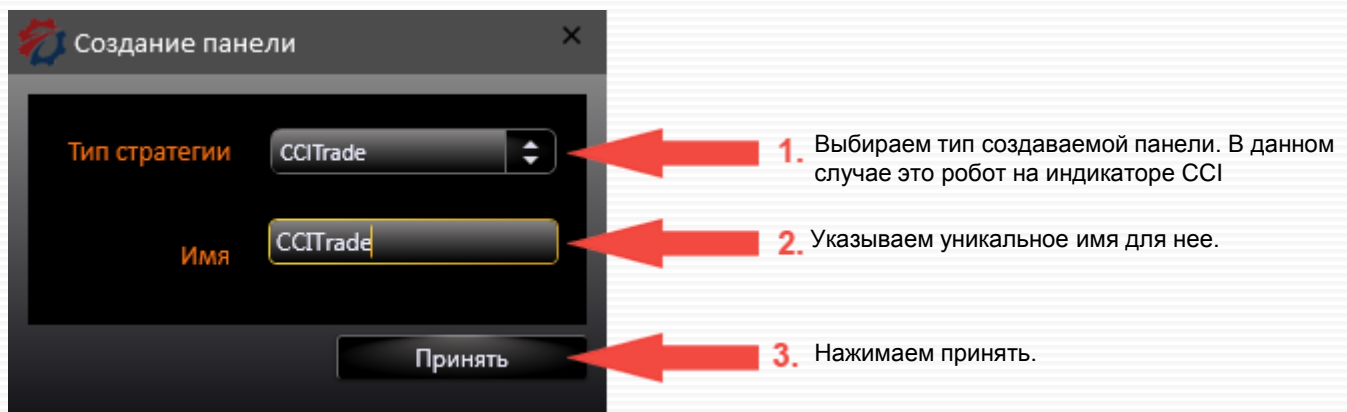 Создание панели
Тип стратегии
CCITrade
1. Выбираем тип создаваемой панели. В данном
случае это робот на индикаторе CCI
Имя
CCITrade
2. Указываем уникальное имя для нее.
Принять
3. Нажимаем принять.